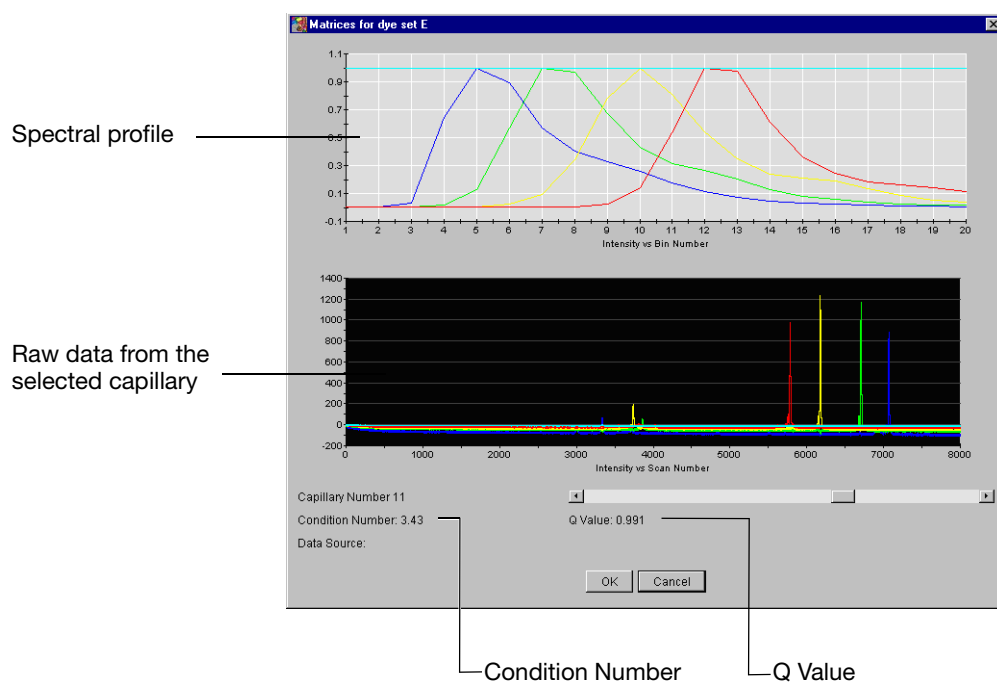 Matrices for dye set E
1.1
0.9
0.7
0.5
0.3
0.1
-0.1
1 2 3 4 5 6 7 8 9 10 11 12 13 14 15 16 17 18 19 20
Intensity vs Bin Number
Spectral profile
1400
1200
1000
800
600
400
200
0
-200
0 1000 2000 3000 4000 5000 6000 7000 8000
Intensity vs Scan Number
Raw data from the
selected capillary
Capillary Number 11
Condition Number: 3.43 Q Value: 0.991
Data Source:
OK Cancel
Condition Number Q Value